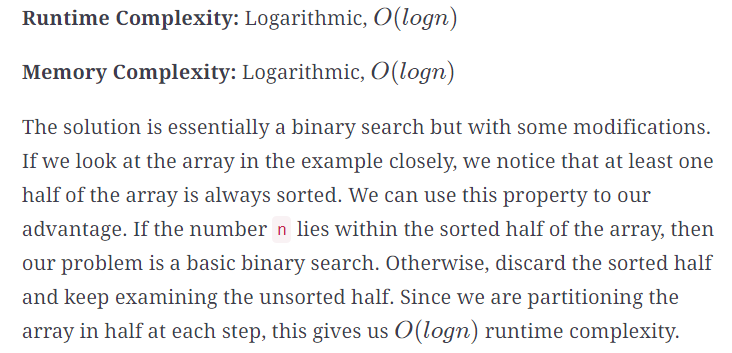 Runtime Complexity: Logarithmic, O(logn)
Memory Complexity: Logarithmic, O(logn)
The solution is essentially a binary search but with some modifications.
If we look at the array in the example closely, we notice that at least one
half of the array is always sorted. We can use this property to our
advantage. If the number n lies within the sorted half of the array, then
our problem is a basic binary search. Otherwise, discard the sorted half
and keep examining the unsorted half. Since we are partitioning the
array in half at each step, this gives us O(logn) runtime complexity.